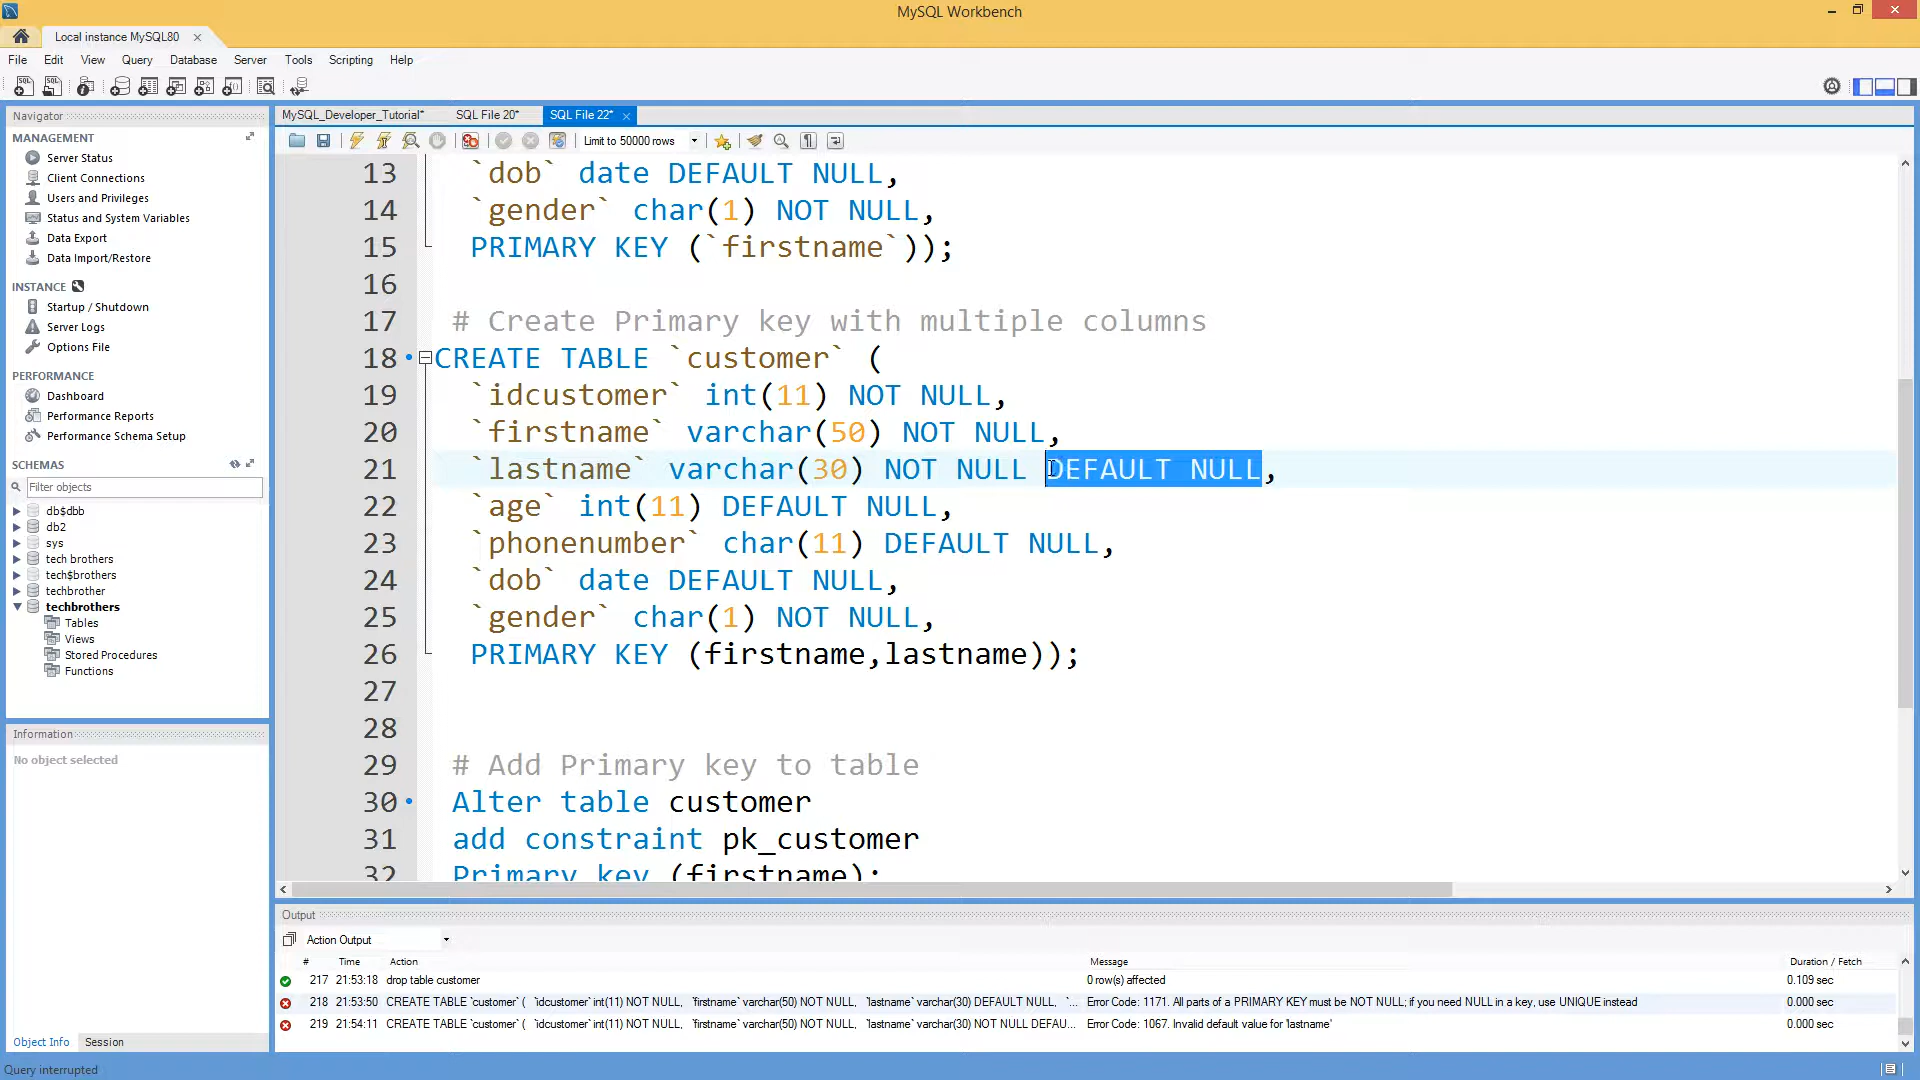 MySQL Workbench
Local instance MySQL80
File Edit View Query Database Server Tools Scripting Help
Navigator
MANAGEMENT
Server Status
Client Connections
Users and Privileges
Status and System Variables
Data Export
Data Import/Restore
INSTANCE
Startup / Shutdown
Server Logs
Options File
PERFORMANCE
Dashboard
Performance Reports
Performance Schema Setup
SCHEMAS
Filter objects
db$dbb
db2
sys
tech brothers
tech$brothers
techbrother
techbrothers
Tables
Views
Stored Procedures
Functions
Information
No object selected
Object Info Session
Query interrupted
MySQL_Developer_Tutorial* SQL File 20* SQL File 22*
Limit to 50000 rows
13 `dob` date DEFAULT NULL,
14 `gender` char(1) NOT NULL,
15 PRIMARY KEY (`firstname`));
16
17 # Create Primary key with multiple columns
18 CREATE TABLE `customer` (
19 `idcustomer` int(11) NOT NULL,
20 `firstname` varchar(50) NOT NULL,
21 `lastname` varchar(30) NOT NULL DEFAULT NULL,
22 `age` int(11) DEFAULT NULL,
23 `phonenumber` char(11) DEFAULT NULL,
24 `dob` date DEFAULT NULL,
25 `gender` char(1) NOT NULL,
26 PRIMARY KEY (firstname,lastname));
27
28
29 # Add Primary key to table
30 Alter table customer
31 add constraint pk_customer
32 Primary key (firstname);
Output
Action Output
# Time Action Message Duration / Fetch
217 21:53:18 drop table customer 0 row(s) affected 0.109 sec
218 21:53:50 CREATE TABLE `customer` ( `idcustomer` int(11) NOT NULL, `firstname` varchar(50) NOT NULL, `lastname` varchar(30) DEFAULT NULL, `... Error Code: 1171. All parts of a PRIMARY KEY must be NOT NULL; if you need NULL in a key, use UNIQUE instead 0.000 sec
219 21:54:11 CREATE TABLE `customer` ( `idcustomer` int(11) NOT NULL, `firstname` varchar(50) NOT NULL, `lastname` varchar(30) NOT NULL DEFAU... Error Code: 1067. Invalid default value for 'lastname' 0.000 sec